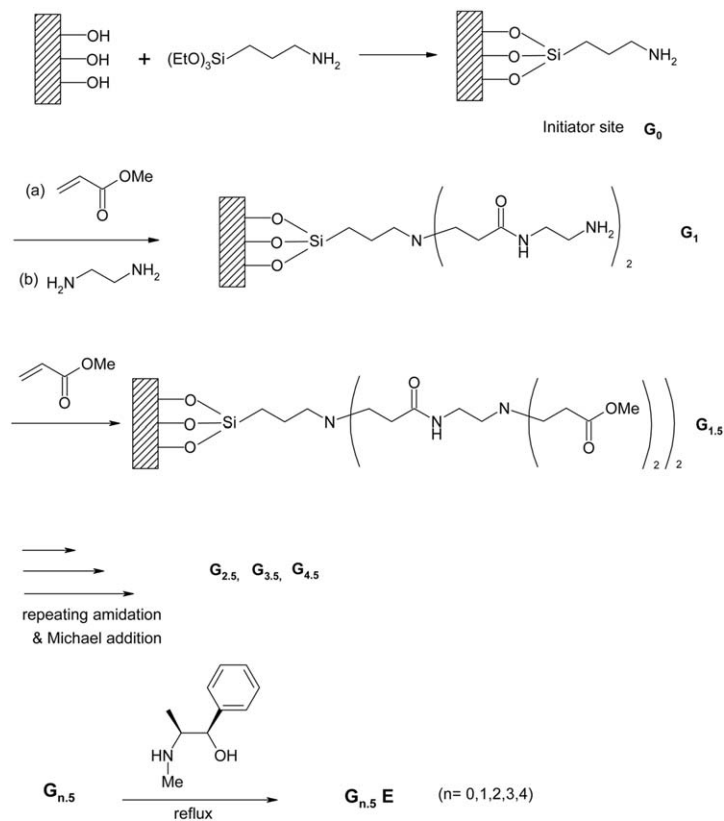 OH
OH
OH
+
(EtO)3Si
NH2
O
O
O
Si
NH2
Initiator site G0
(a)
OMe
O
(b)
H2N
NH2
O
O
O
Si
N
O
N
H
NH2
2
G1
OMe
O
O
O
O
Si
N
O
N
H
N
OMe
O
2
2
G1.5
G2.5, G3.5, G4.5
repeating amidation
& Michael addition
HN
OH
Me
Gn.5
reflux
Gn.5 E
(n= 0,1,2,3,4)